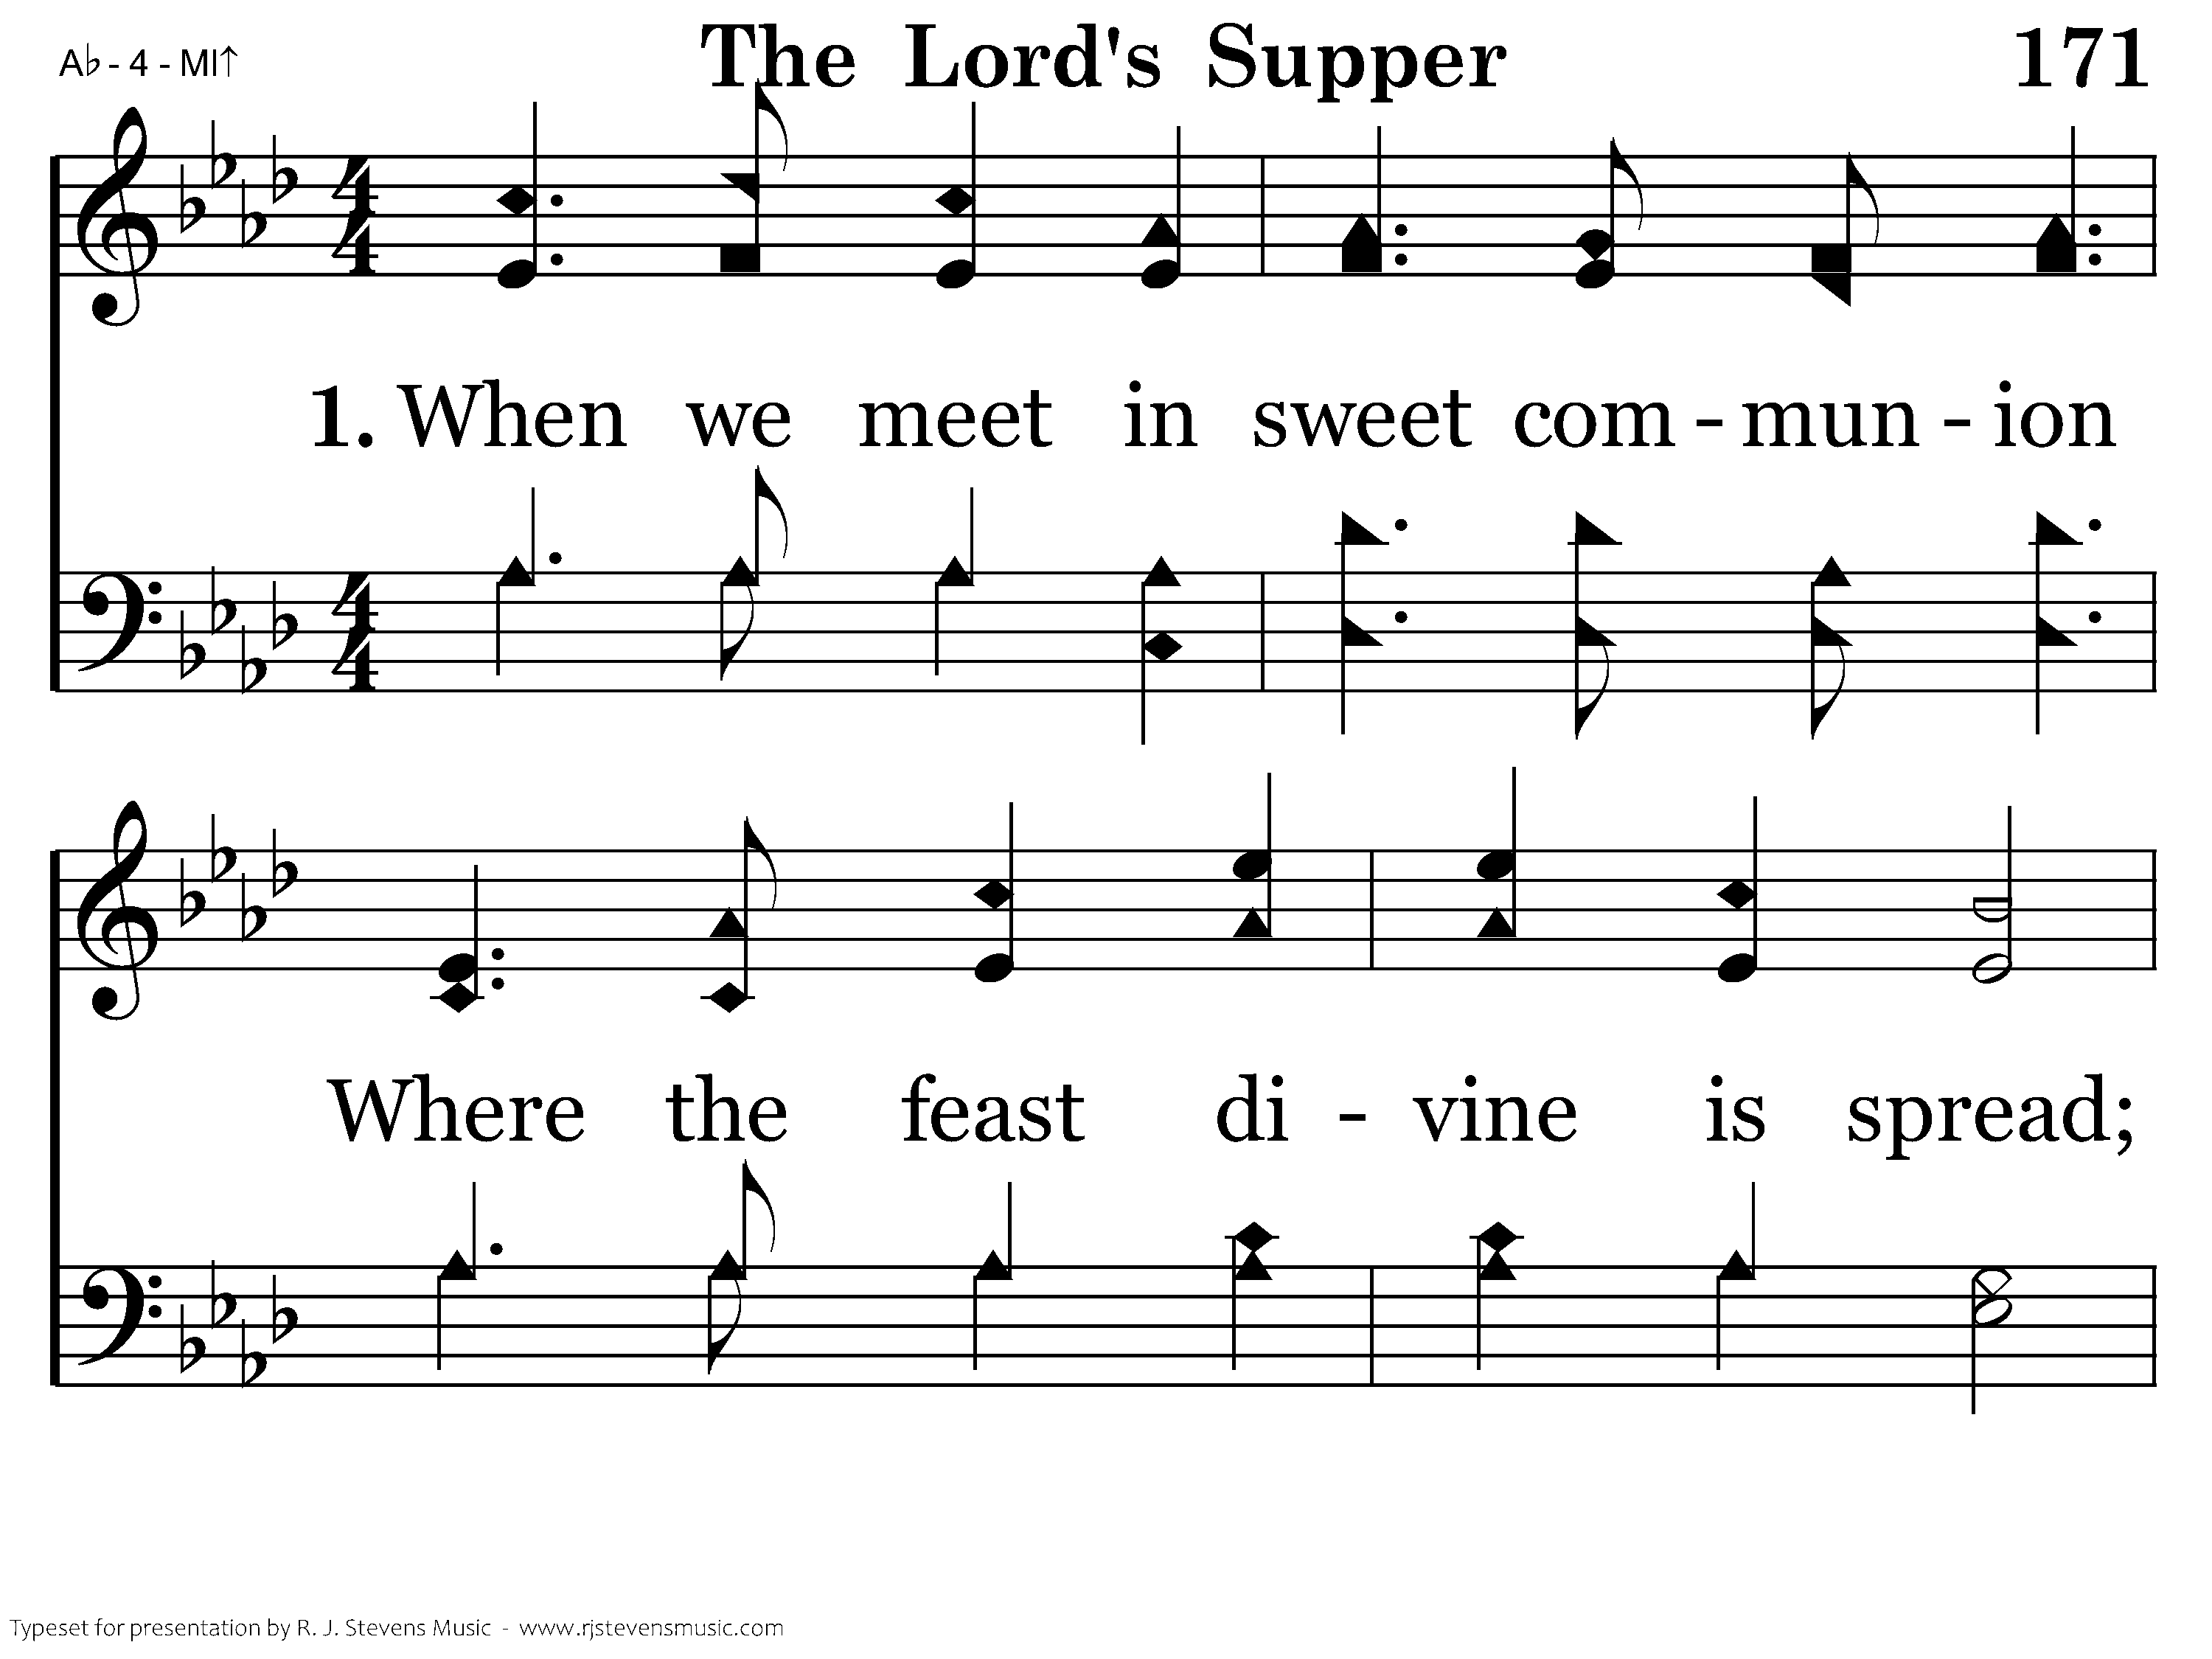 A♭ - 4 - MI↑ The Lord's Supper 171
1. When we meet in sweet com - mun - ion
Where the feast di - vine is spread;
Typeset for presentation by R. J. Stevens Music - www.rjstevensmusic.com